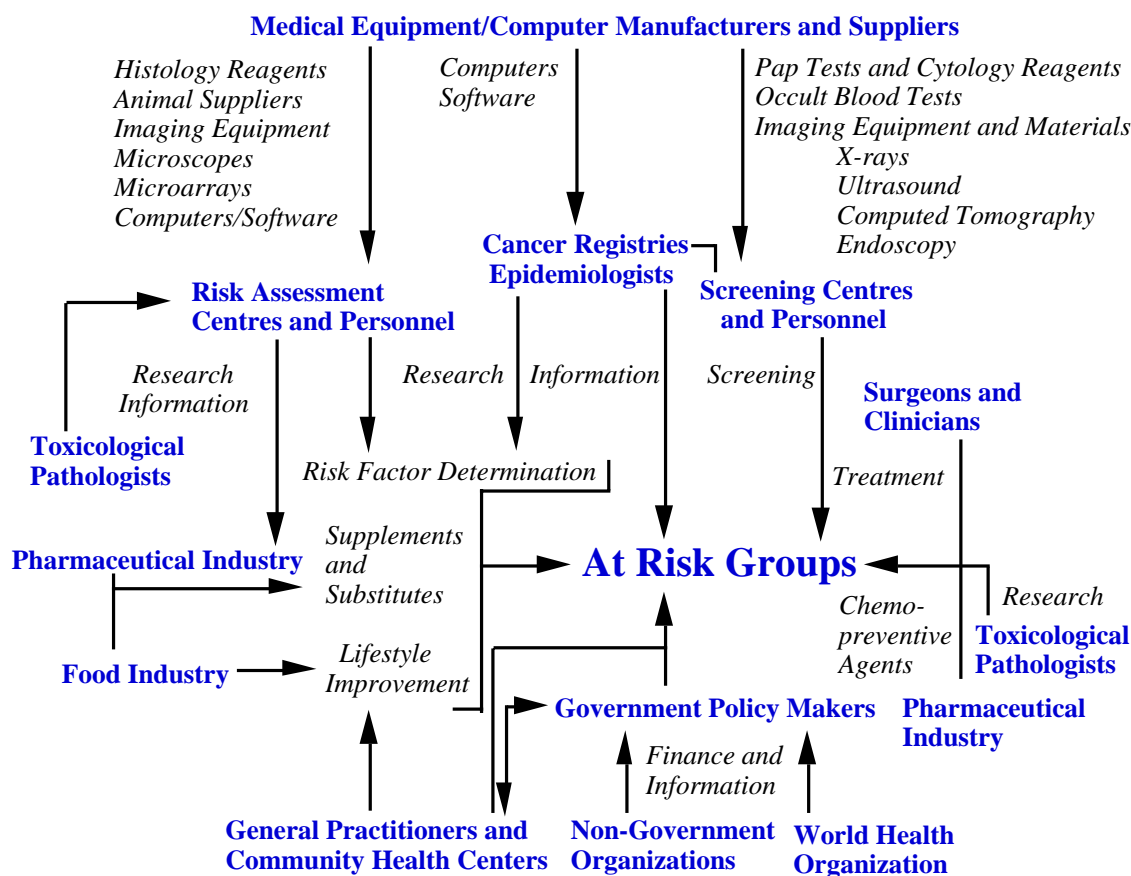 Medical Equipment/Computer Manufacturers and Suppliers
Histology Reagents
Animal Suppliers
Imaging Equipment
Microscopes
Microarrays
Computers/Software
Computers
Software
Pap Tests and Cytology Reagents
Occult Blood Tests
Imaging Equipment and Materials
X-rays
Ultrasound
Computed Tomography
Endoscopy
Cancer Registries
Epidemiologists
Risk Assessment
Centres and Personnel
Screening Centres
and Personnel
Research
Information
Research
Information
Screening
Surgeons and
Clinicians
Toxicological
Pathologists
Risk Factor Determination
Treatment
Pharmaceutical Industry
Supplements
and
Substitutes
At Risk Groups
Chemo-
preventive
Agents
Research
Toxicological
Pathologists
Food Industry
Lifestyle
Improvement
Government Policy Makers
Pharmaceutical
Industry
Finance and
Information
General Practitioners and
Community Health Centers
Non-Government
Organizations
World Health
Organization